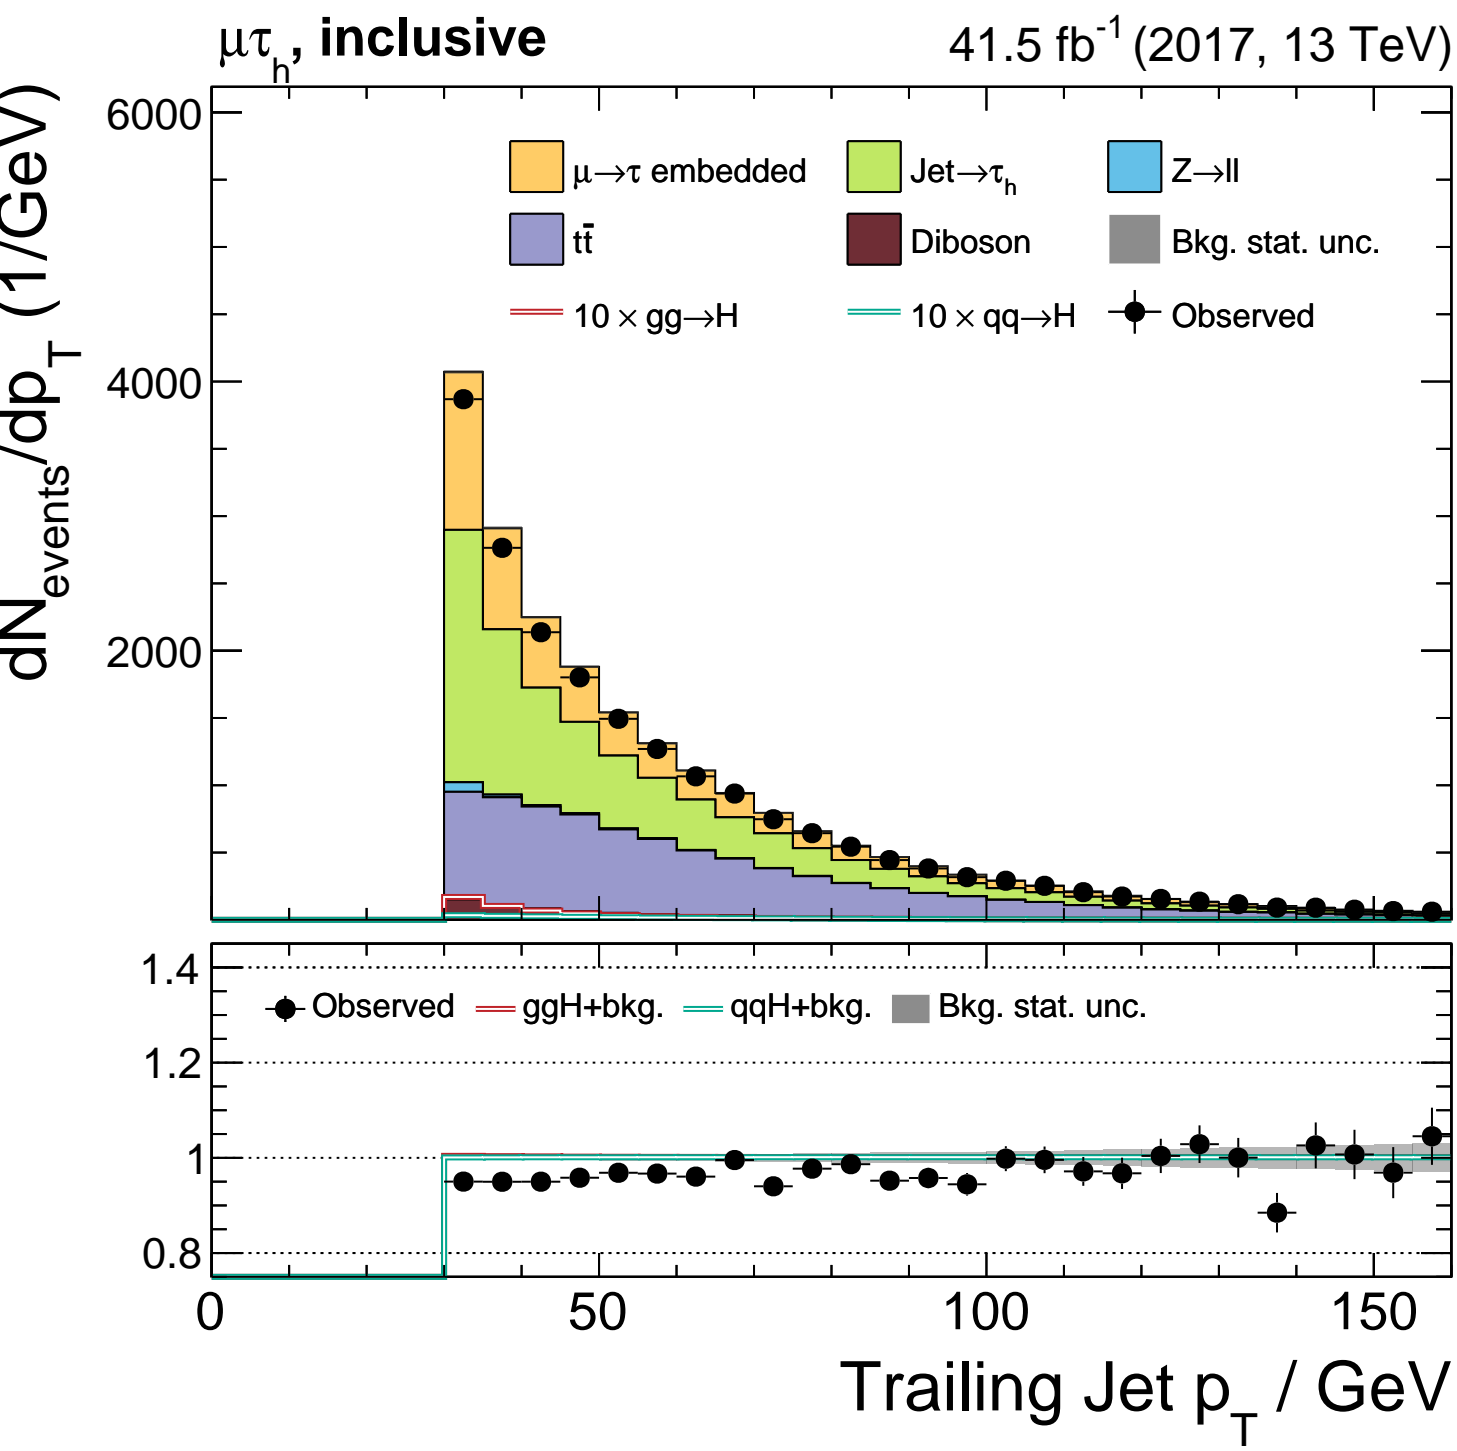 μτh, inclusive
41.5 fb-1 (2017, 13 TeV)
dNevents/dpT (1/GeV)
6000
4000
2000
μ→τ embedded
Jet→τh
Z→ll
tt̄
Diboson
Bkg. stat. unc.
10 × gg→H
10 × qq→H
Observed
1.4
1.2
1
0.8
Observed
ggH+bkg.
qqH+bkg.
Bkg. stat. unc.
0
50
100
150
Trailing Jet pT / GeV